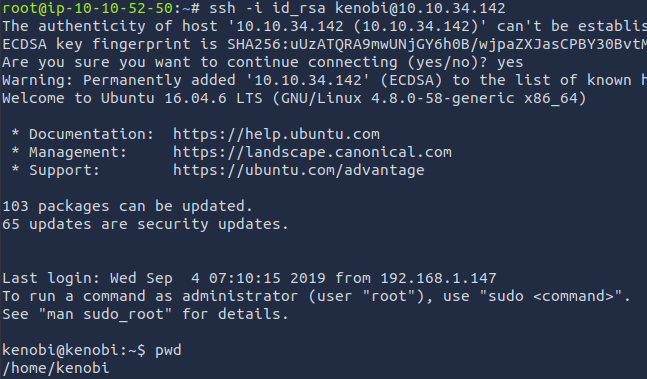 root@ip-10-10-52-50:~# ssh -i id_rsa kenobi@10.10.34.142
The authenticity of host '10.10.34.142 (10.10.34.142)' can't be establis
ECDSA key fingerprint is SHA256:uUzATQRA9mwUNjGY6h0B/wjpaZXJasCPBY30BvtM
Are you sure you want to continue connecting (yes/no)? yes
Warning: Permanently added '10.10.34.142' (ECDSA) to the list of known h
Welcome to Ubuntu 16.04.6 LTS (GNU/Linux 4.8.0-58-generic x86_64)

 * Documentation:  https://help.ubuntu.com
 * Management:     https://landscape.canonical.com
 * Support:        https://ubuntu.com/advantage

103 packages can be updated.
65 updates are security updates.


Last login: Wed Sep  4 07:10:15 2019 from 192.168.1.147
To run a command as administrator (user "root"), use "sudo <command>".
See "man sudo_root" for details.

kenobi@kenobi:~$ pwd
/home/kenobi